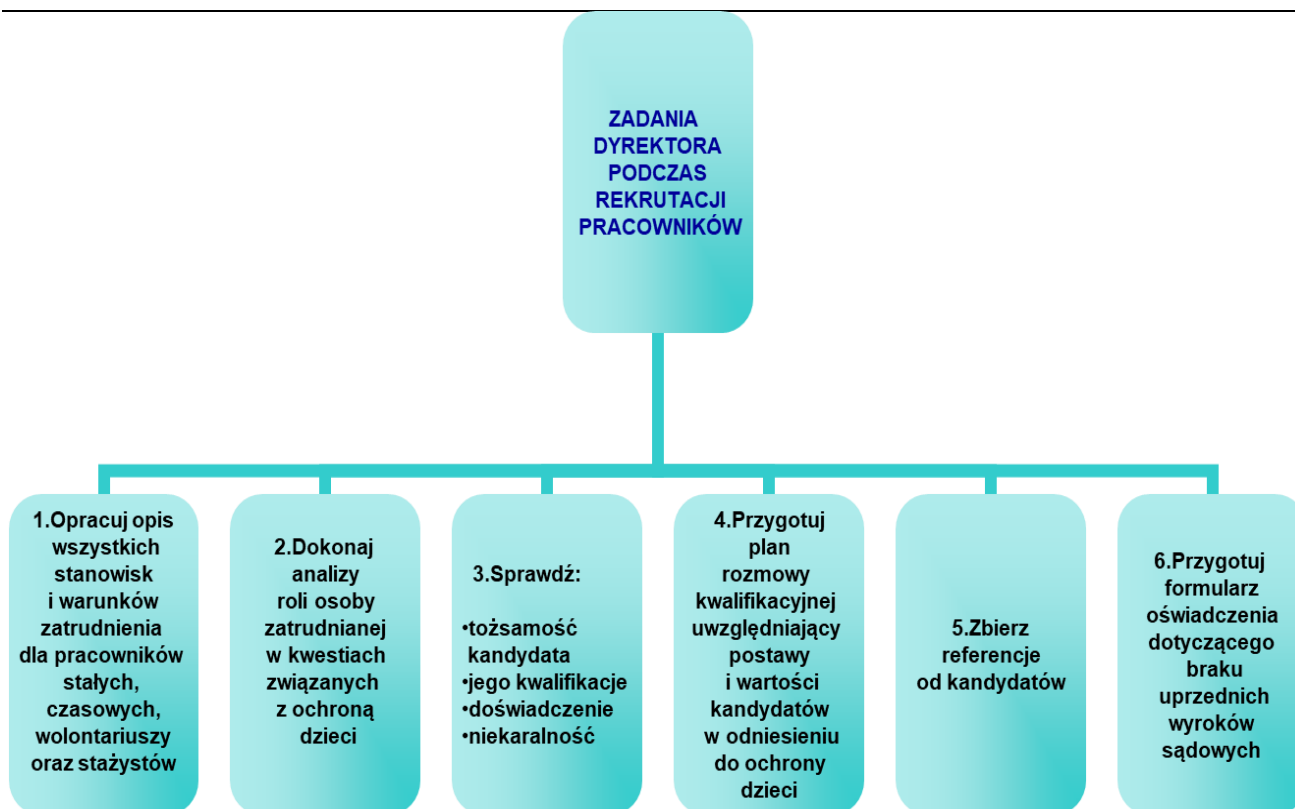 ZADANIA
DYREKTORA
PODCZAS
REKRUTACJI
PRACOWNIKÓW
1.Opracuj opis
wszystkich
stanowisk
i warunków
zatrudnienia
dla pracowników
stałych,
czasowych,
wolontariuszy
oraz stażystów
2.Dokonaj
analizy
roli osoby
zatrudnianej
w kwestiach
związanych
z ochroną
dzieci
3.Sprawdź:
•tożsamość
kandydata
•jego kwalifikacje
•doświadczenie
•niekaralność
4.Przygotuj
plan
rozmowy
kwalifikacyjnej
uwzględniający
postawy
i wartości
kandydatów
w odniesieniu
do ochrony
dzieci
5.Zbierz
referencje
od kandydatów
6.Przygotuj
formularz
oświadczenia
dotyczącego
braku
uprzednich
wyroków
sądowych